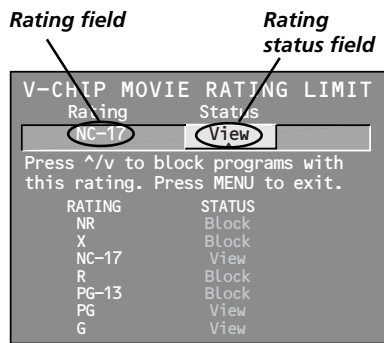 Rating field
Rating
status field
V-CHIP MOVIE RATING LIMIT
Rating Status
NC-17 View
Press ^/v to block programs with
this rating. Press MENU to exit.
RATING STATUS
NR Block
X Block
NC-17 View
R Block
PG-13 Block
PG View
G View